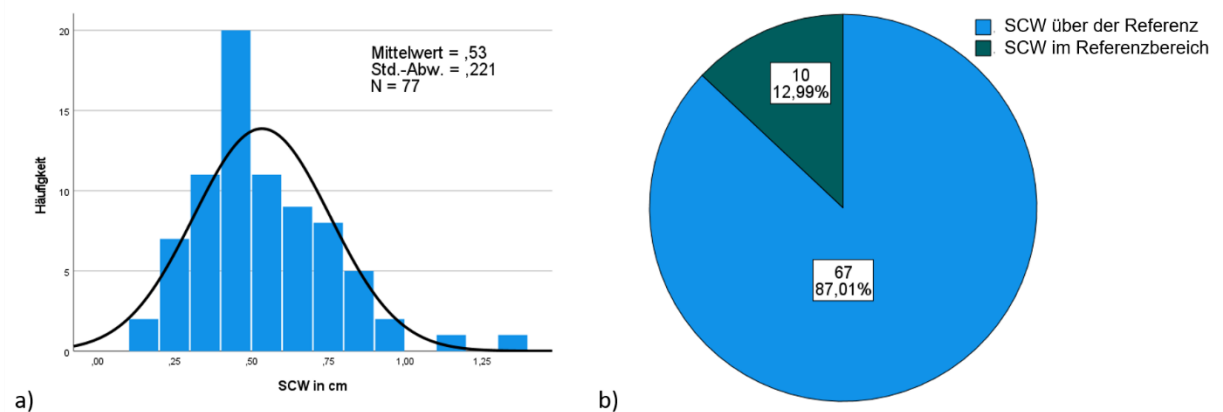 20
15
10
5
0
Häufigkeit
Mittelwert = ,53
Std.-Abw. = ,221
N = 77
,00 ,25 ,50 ,75 1,00 1,25
SCW in cm
a)
SCW über der Referenz
SCW im Referenzbereich
10
12,99%
67
87,01%
b)